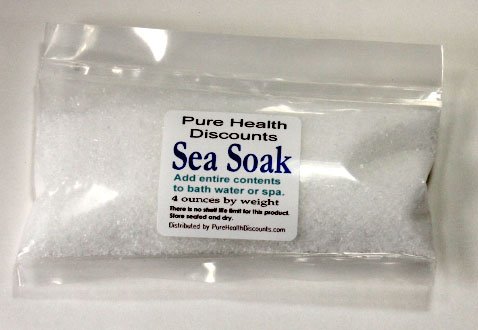 Pure Health
Discounts
Sea Soak
Add entire contents
to bath water or spa.
4 ounces by weight
There is no shelf life limit for this product.
Store sealed and dry.
Distributed by PureHealthDiscounts.com